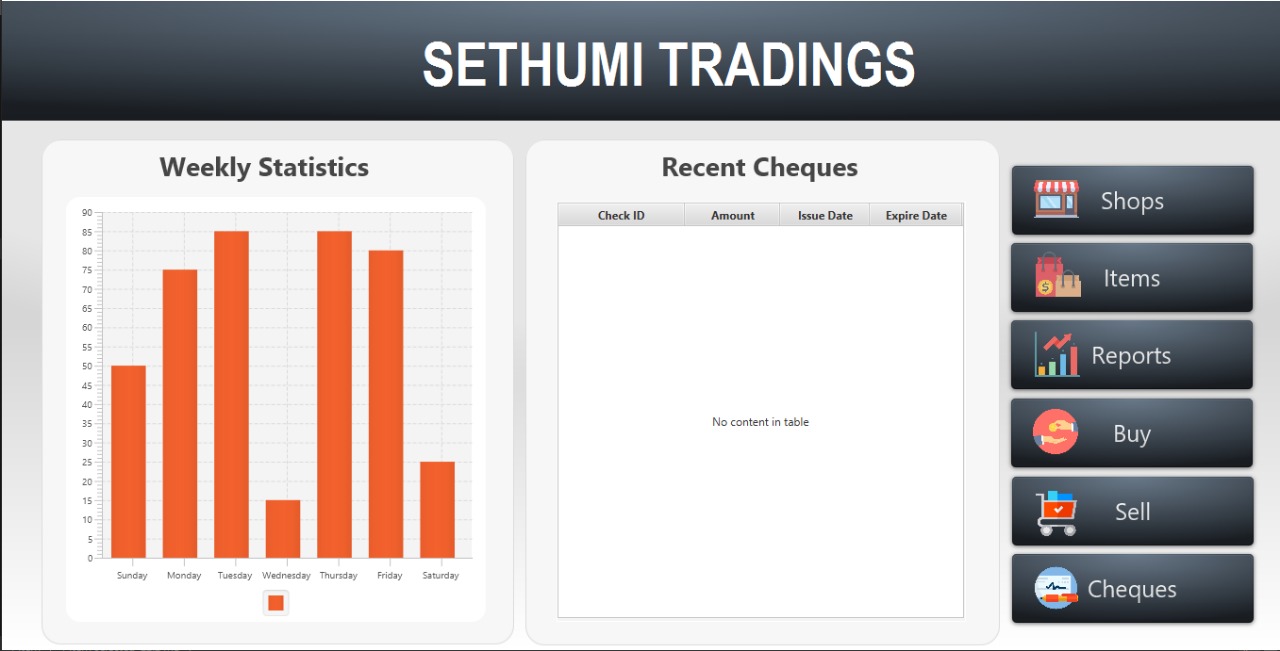 SETHUMI TRADINGS
Weekly Statistics
90
85
80
75
70
65
60
55
50
45
40
35
30
25
20
15
10
5
0
Sunday Monday Tuesday Wednesday Thursday Friday Saturday
Recent Cheques
Check ID Amount Issue Date Expire Date
No content in table
Shops
Items
$
Reports
Buy
Sell
Cheques